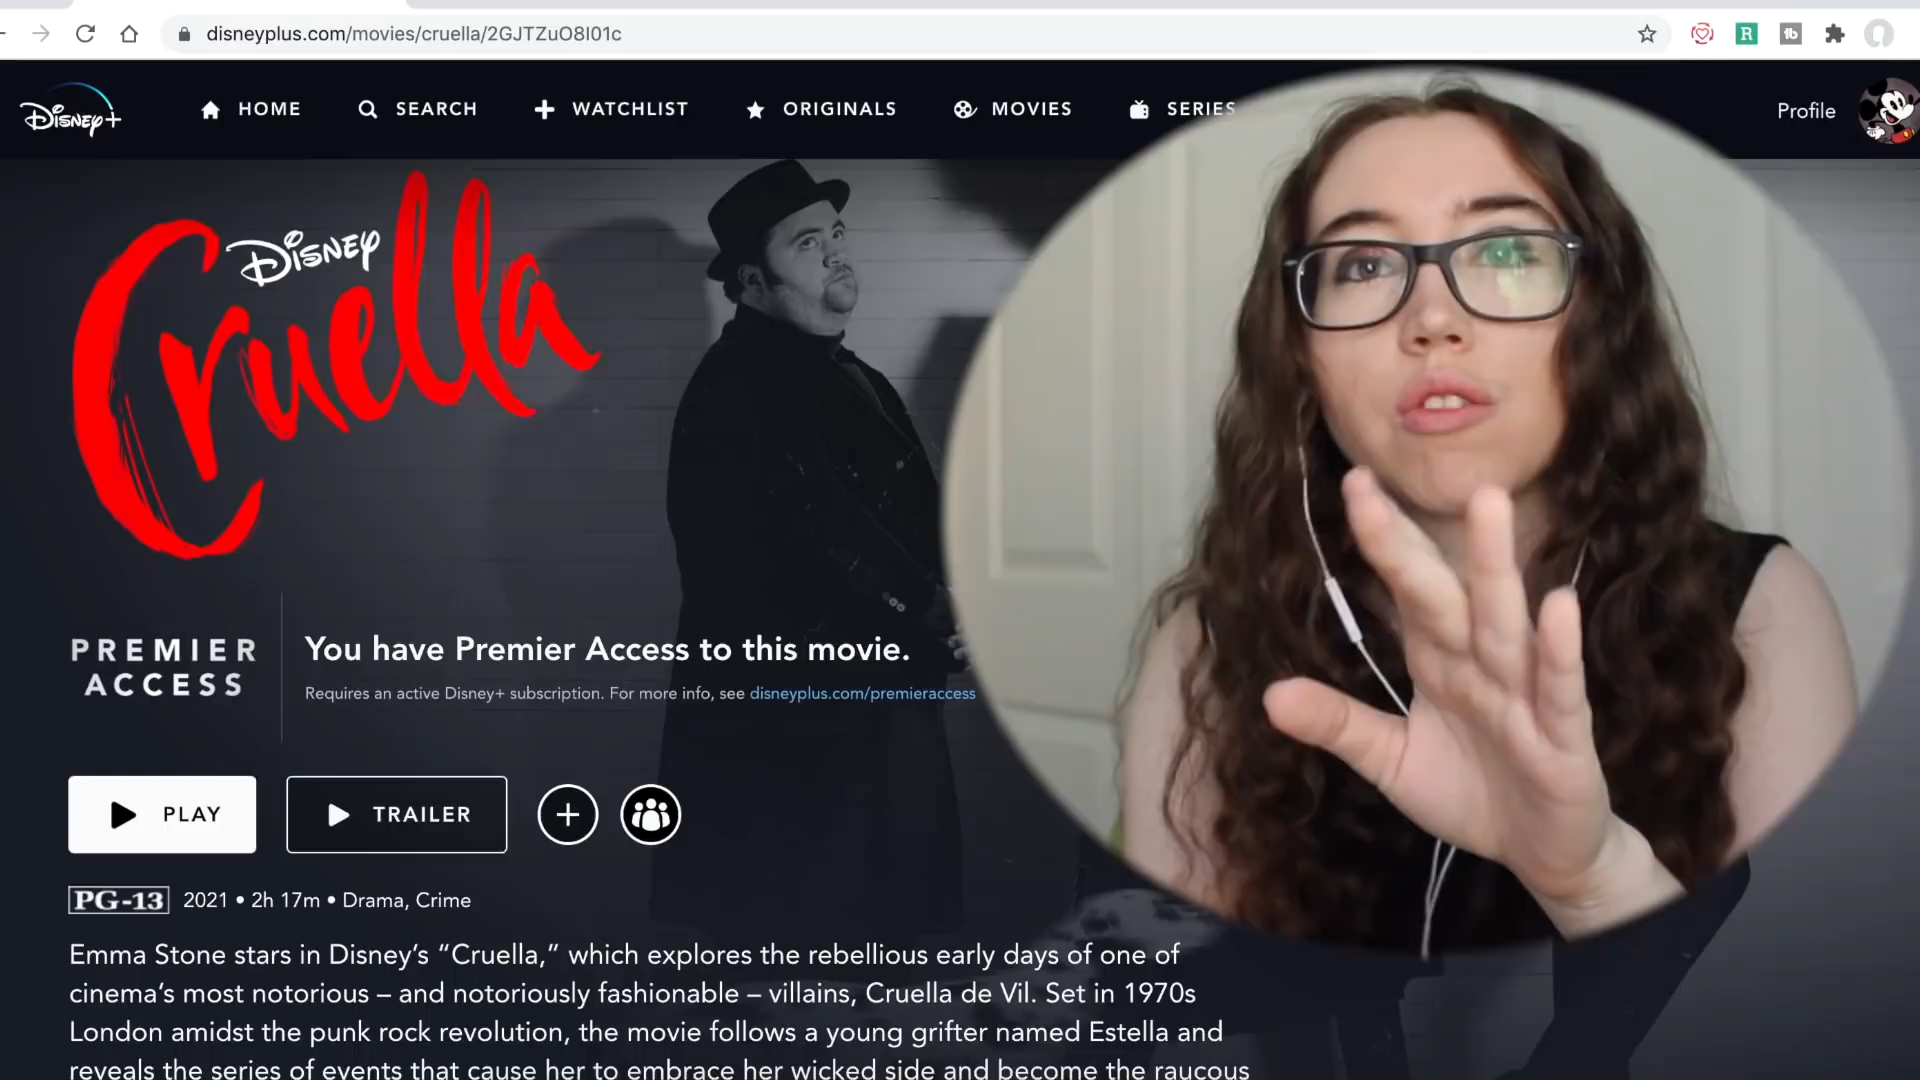 disneyplus.com/movies/cruella/2GJTZuO8I01c
R
tb
Disney+
HOME
SEARCH
WATCHLIST
ORIGINALS
MOVIES
SERIES
Profile
Disney
Cruella
PREMIER
ACCESS
You have Premier Access to this movie.
Requires an active Disney+ subscription. For more info, see disneyplus.com/premieraccess
PLAY
TRAILER
PG-13 2021 • 2h 17m • Drama, Crime
Emma Stone stars in Disney’s “Cruella,” which explores the rebellious early days of one of
cinema’s most notorious – and notoriously fashionable – villains, Cruella de Vil. Set in 1970s
London amidst the punk rock revolution, the movie follows a young grifter named Estella and
reveals the series of events that cause her to embrace her wicked side and become the raucous